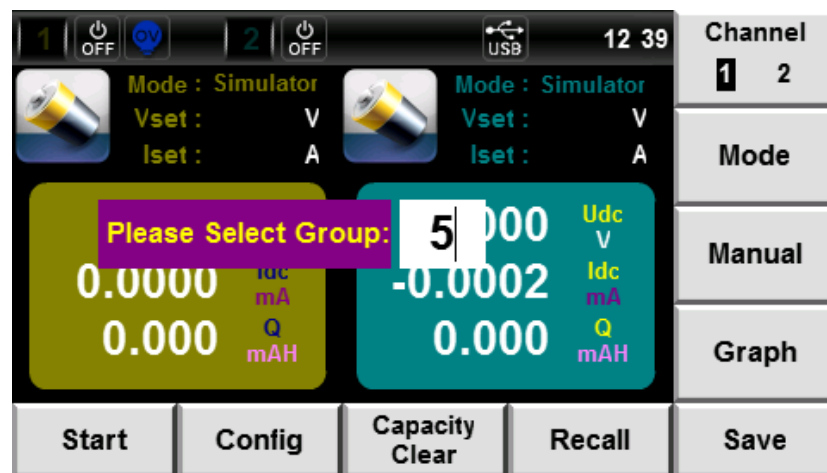 1 OFF OV 2 OFF USB 12 39
Channel
1 2
Mode : Simulator
Vset : V
Iset : A
Mode : Simulator
Vset : V
Iset : A
Mode
Please Select Group: 5
000 Udc
V
Manual
0.0000 Idc
mA
-0.0002 Idc
mA
0.000 Q
mAH
0.000 Q
mAH
Graph
Start
Config
Capacity
Clear
Recall
Save